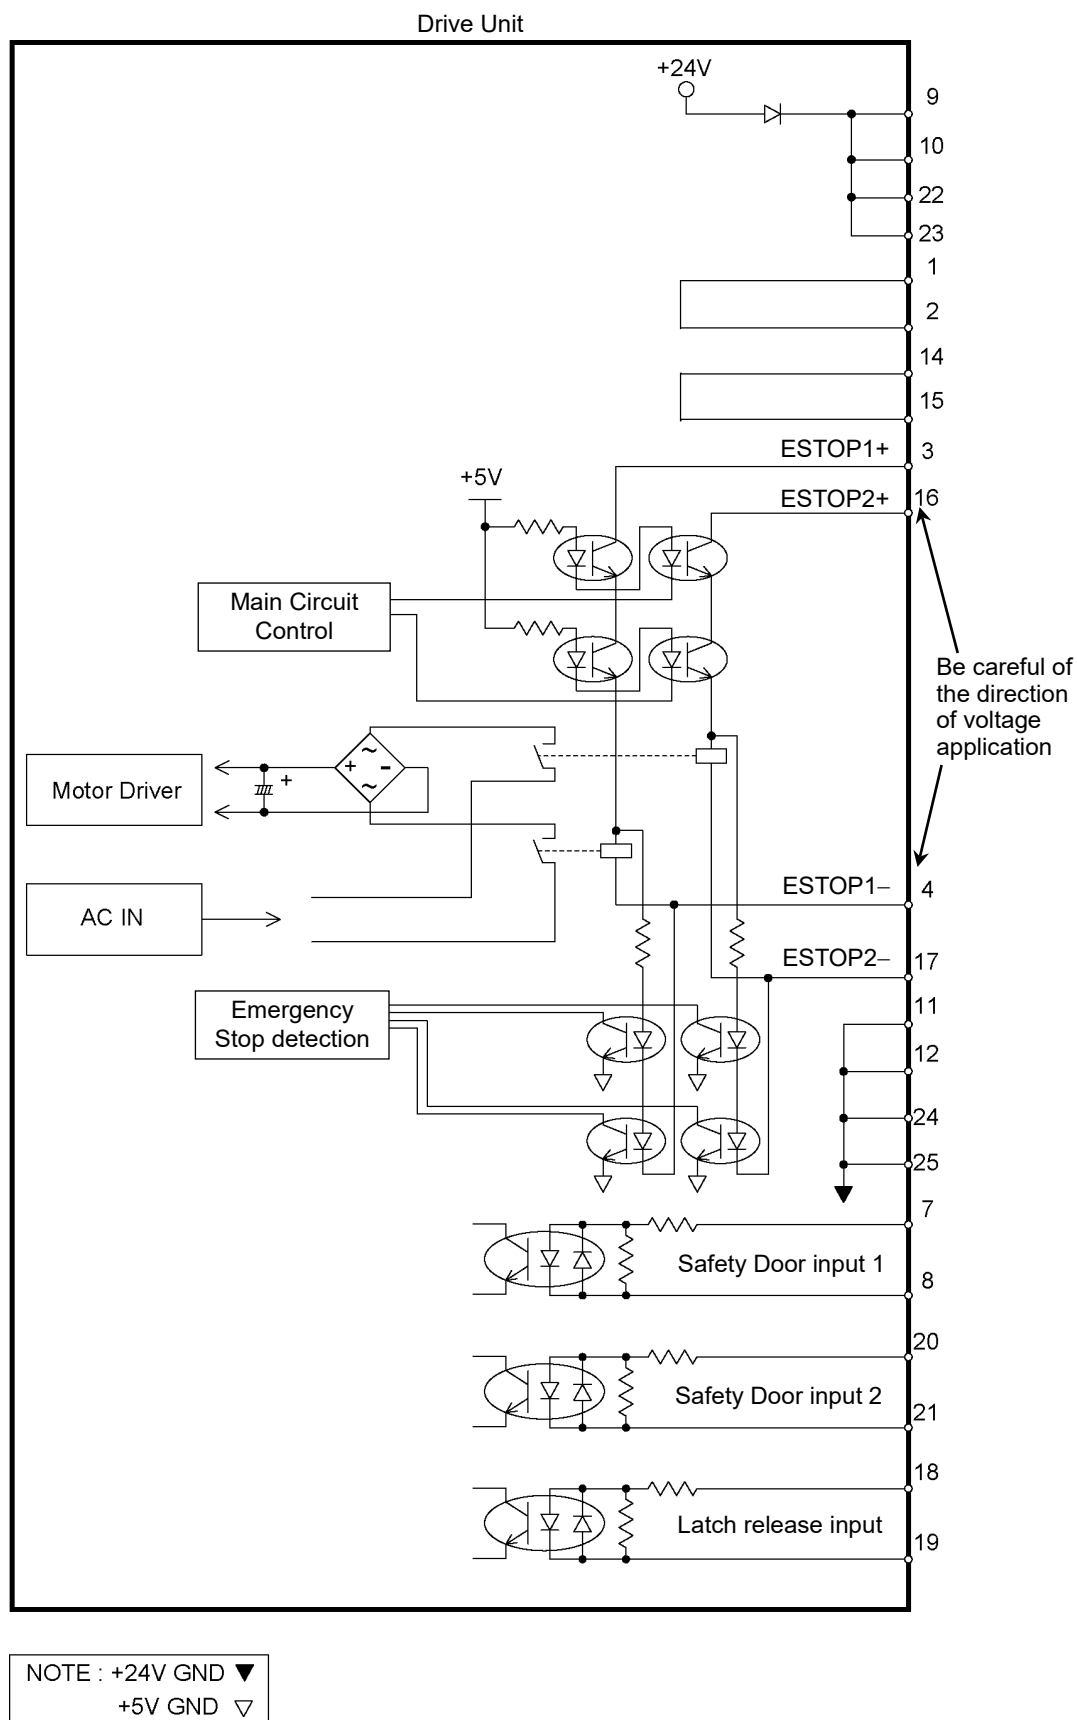 Drive Unit
+24V
9
10
22
23
1
2
14
15
ESTOP1+
3
+5V
ESTOP2+
16
Main Circuit
Control
Be careful of
the direction
of voltage
application
~
+
-
~
+
Motor Driver
AC IN
ESTOP1–
4
ESTOP2–
17
Emergency
Stop detection
11
12
24
25
7
Safety Door input 1
8
20
Safety Door input 2
21
18
Latch release input
19
NOTE : +24V GND ▼
+5V GND ▽